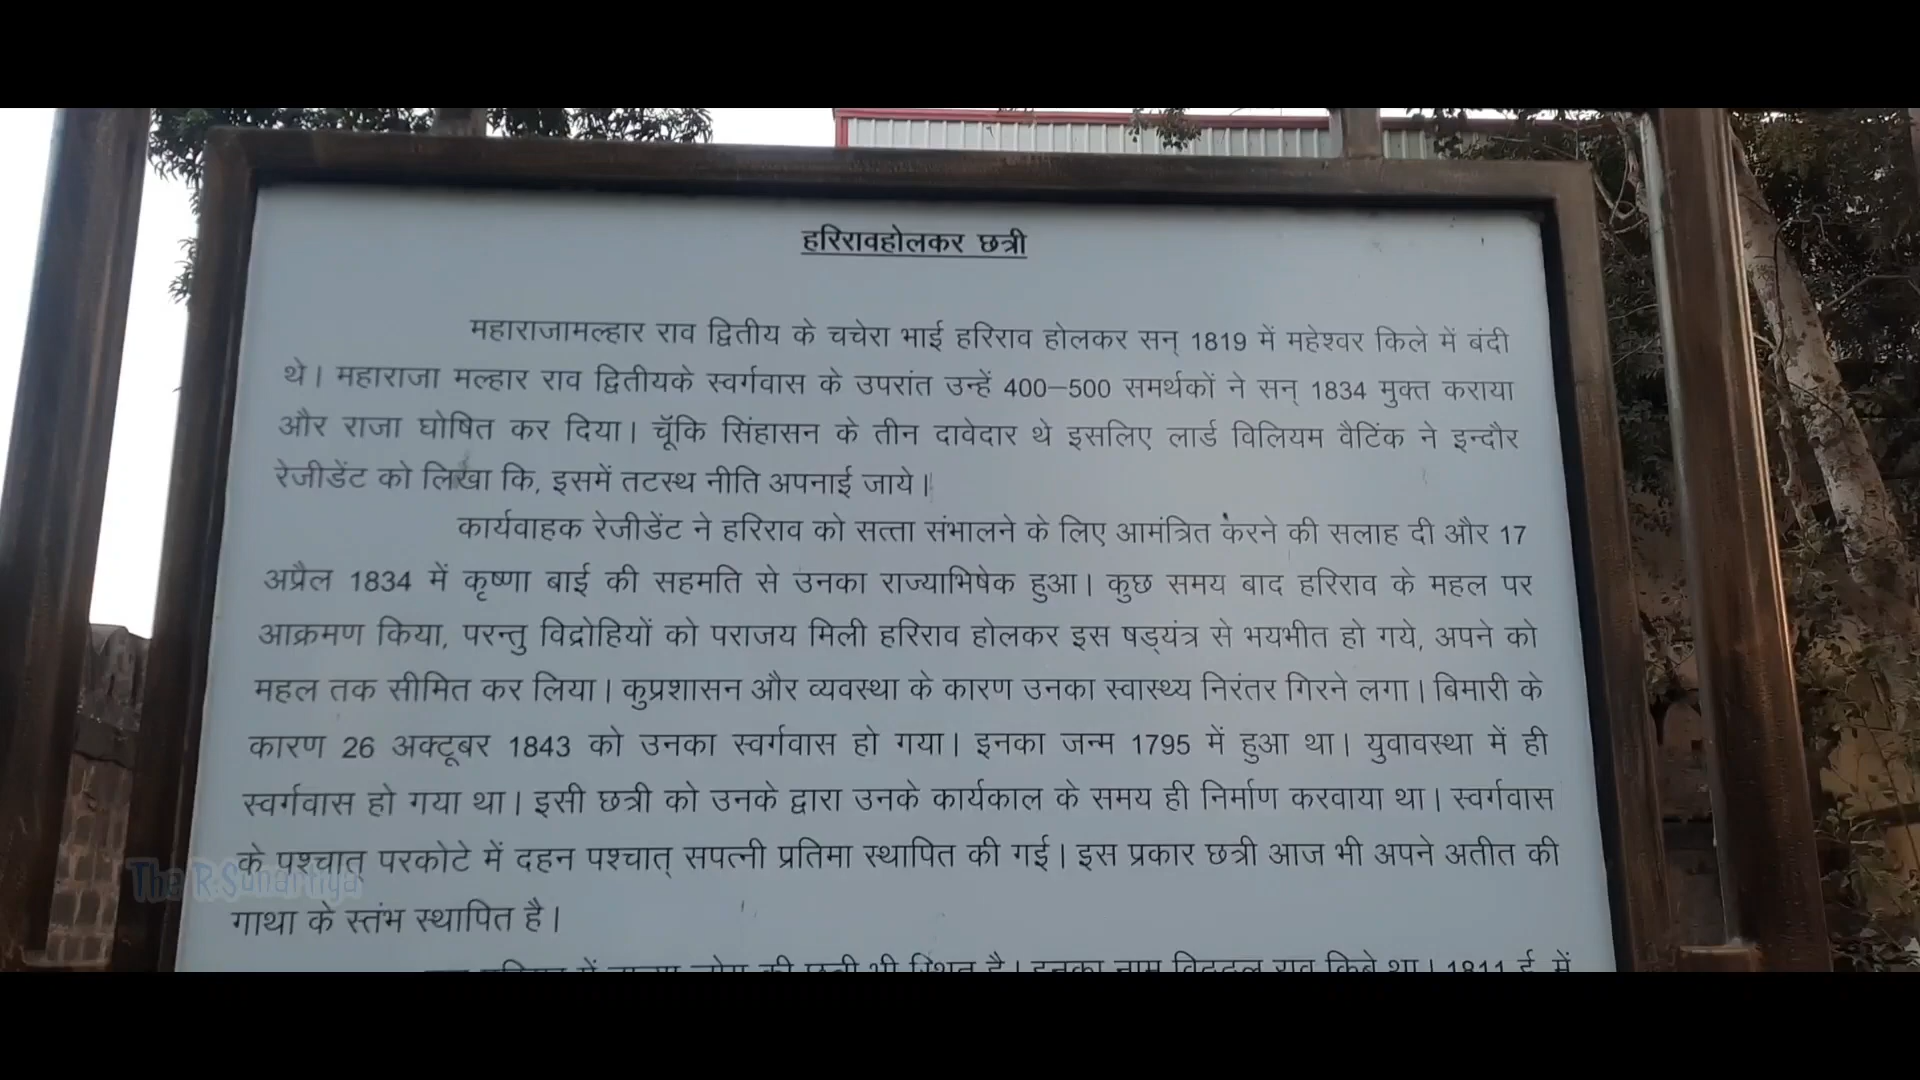 हरिरावहोलकर छत्री
महाराजामल्हार राव द्वितीय के चचेरा भाई हरिराव होलकर सन् 1819 में महेश्वर किले में बंदी
थे। महाराजा मल्हार राव द्वितीयके स्वर्गवास के उपरांत उन्हें 400–500 समर्थकों ने सन् 1834 मुक्त कराया
और राजा घोषित कर दिया। चूॅकि सिंहासन के तीन दावेदार थे इसलिए लार्ड विलियम वैटिंक ने इन्दौर
रेजीडेंट को लिखा कि, इसमें तटस्थ नीति अपनाई जाये।
कार्यवाहक रेजीडेंट ने हरिराव को सत्ता संभालने के लिए आमंत्रित करने की सलाह दी और 17
अप्रैल 1834 में कृष्णा बाई की सहमति से उनका राज्याभिषेक हुआ। कुछ समय बाद हरिराव के महल पर
आक्रमण किया, परन्तु विद्रोहियों को पराजय मिली हरिराव होलकर इस षड्यंत्र से भयभीत हो गये, अपने को
महल तक सीमित कर लिया। कुप्रशासन और व्यवस्था के कारण उनका स्वास्थ्य निरंतर गिरने लगा। बिमारी के
कारण 26 अक्टूबर 1843 को उनका स्वर्गवास हो गया। इनका जन्म 1795 में हुआ था। युवावस्था में ही
स्वर्गवास हो गया था। इसी छत्री को उनके द्वारा उनके कार्यकाल के समय ही निर्माण करवाया था। स्वर्गवास
के पश्चात् परकोटे में दहन पश्चात् सपत्नी प्रतिमा स्थापित की गई। इस प्रकार छत्री आज भी अपने अतीत की
The R.
गाथा के स्तंभ स्थापित है।
में की छत्री भी स्थित है। इनका नाम राव किबे था। 1811 ई. में